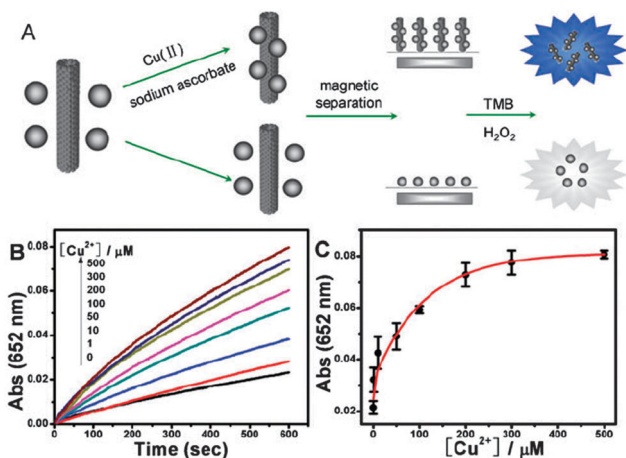 A
Cu(Ⅱ)
sodium ascorbate
magnetic
separation
TMB
H₂O₂
B
[Cu²⁺] / μM
500
300
200
100
50
10
1
0
Abs (652 nm)
0.08
0.06
0.04
0.02
0.00
0 100 200 300 400 500 600
Time (sec)
C
Abs (652 nm)
0.08
0.06
0.04
0.02
0 100 200 300 400 500
[Cu²⁺] / μM